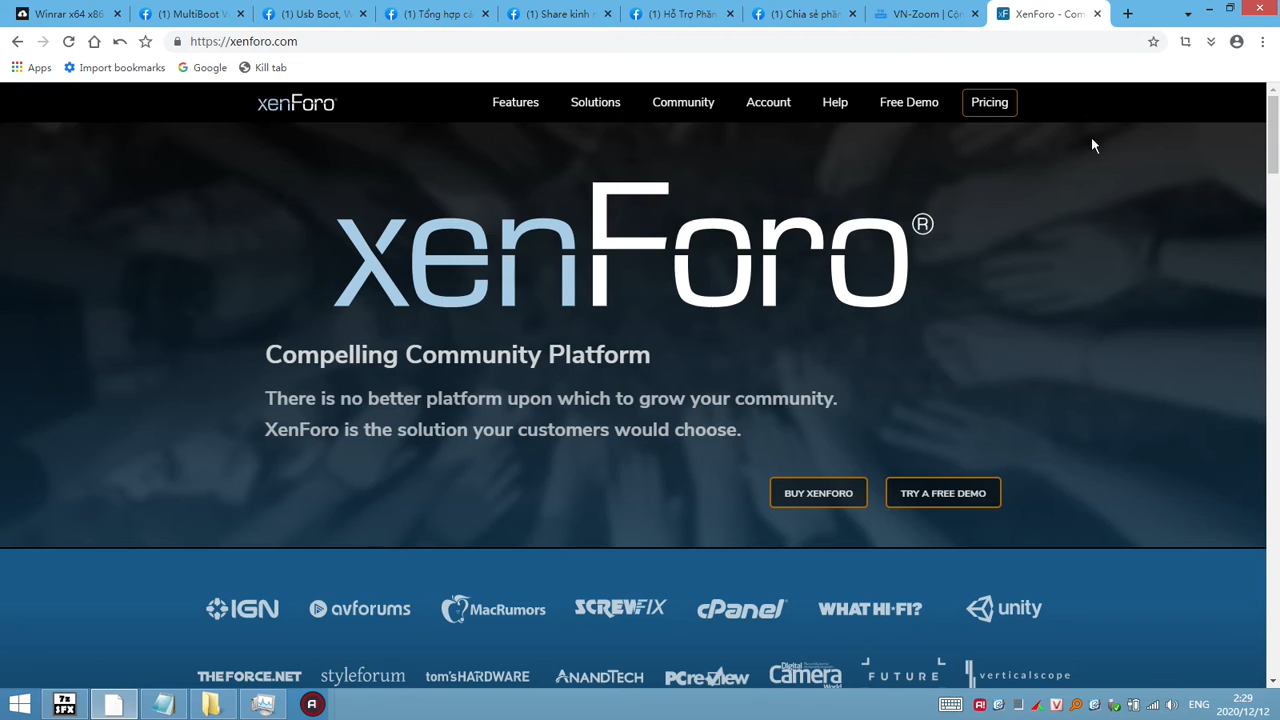 Winrar x64 x86
(1) MultiBoot V
(1) Usb Boot, W
(1) Tổng hợp cá
(1) Share kinh n
(1) Hỗ Trợ Phần
(1) Chia sẻ phần
VN-Zoom | Cộn
XenForo - Com
https://xenforo.com
Apps
Import bookmarks
Google
Kill tab
xenForo
Features
Solutions
Community
Account
Help
Free Demo
Pricing
xenForo®
Compelling Community Platform
There is no better platform upon which to grow your community.
XenForo is the solution your customers would choose.
BUY XENFORO
TRY A FREE DEMO
IGN
avforums
MacRumors
SCREWFIX
cPanel
WHAT HI-FI?
unity
THEFORCE.NET
styleforum
tom'sHARDWARE
ANANDTECH
PCreview
Digital Camera World
FUTURE
verticalscope
7z
SFX
ENG
2:29
2020/12/12